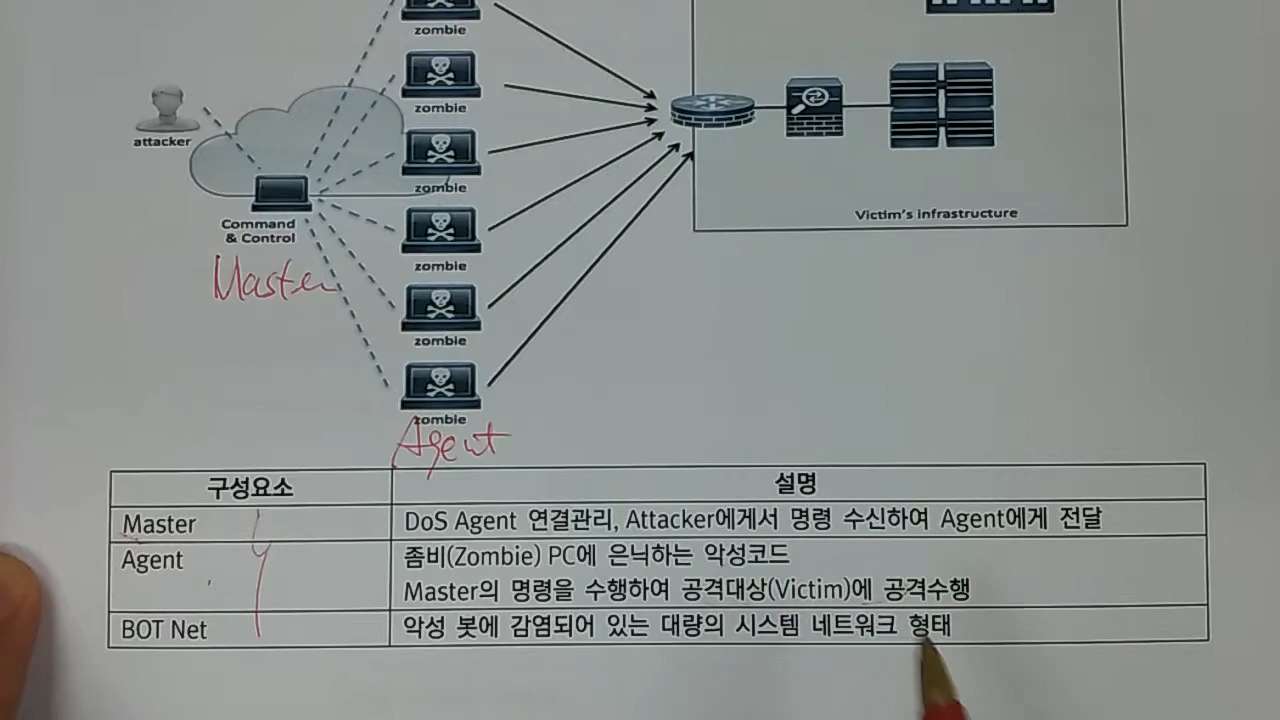 zombie
zombie
attacker
zombie
Command
& Control
Victim's infrastructure
zombie
Master
zombie
zombie
Agent
구성요소 설명
Master DoS Agent 연결관리, Attacker에게서 명령 수신하여 Agent에게 전달
Agent 좀비(Zombie) PC에 은닉하는 악성코드
Master의 명령을 수행하여 공격대상(Victim)에 공격수행
BOT Net 악성 봇에 감염되어 있는 대량의 시스템 네트워크 형태